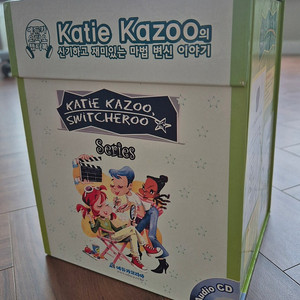 Katie Kazoo의
신기하고 재미있는 마법 변신 이야기
KATIE KAZOO,
SWITCHEROO
Series
Audio CD